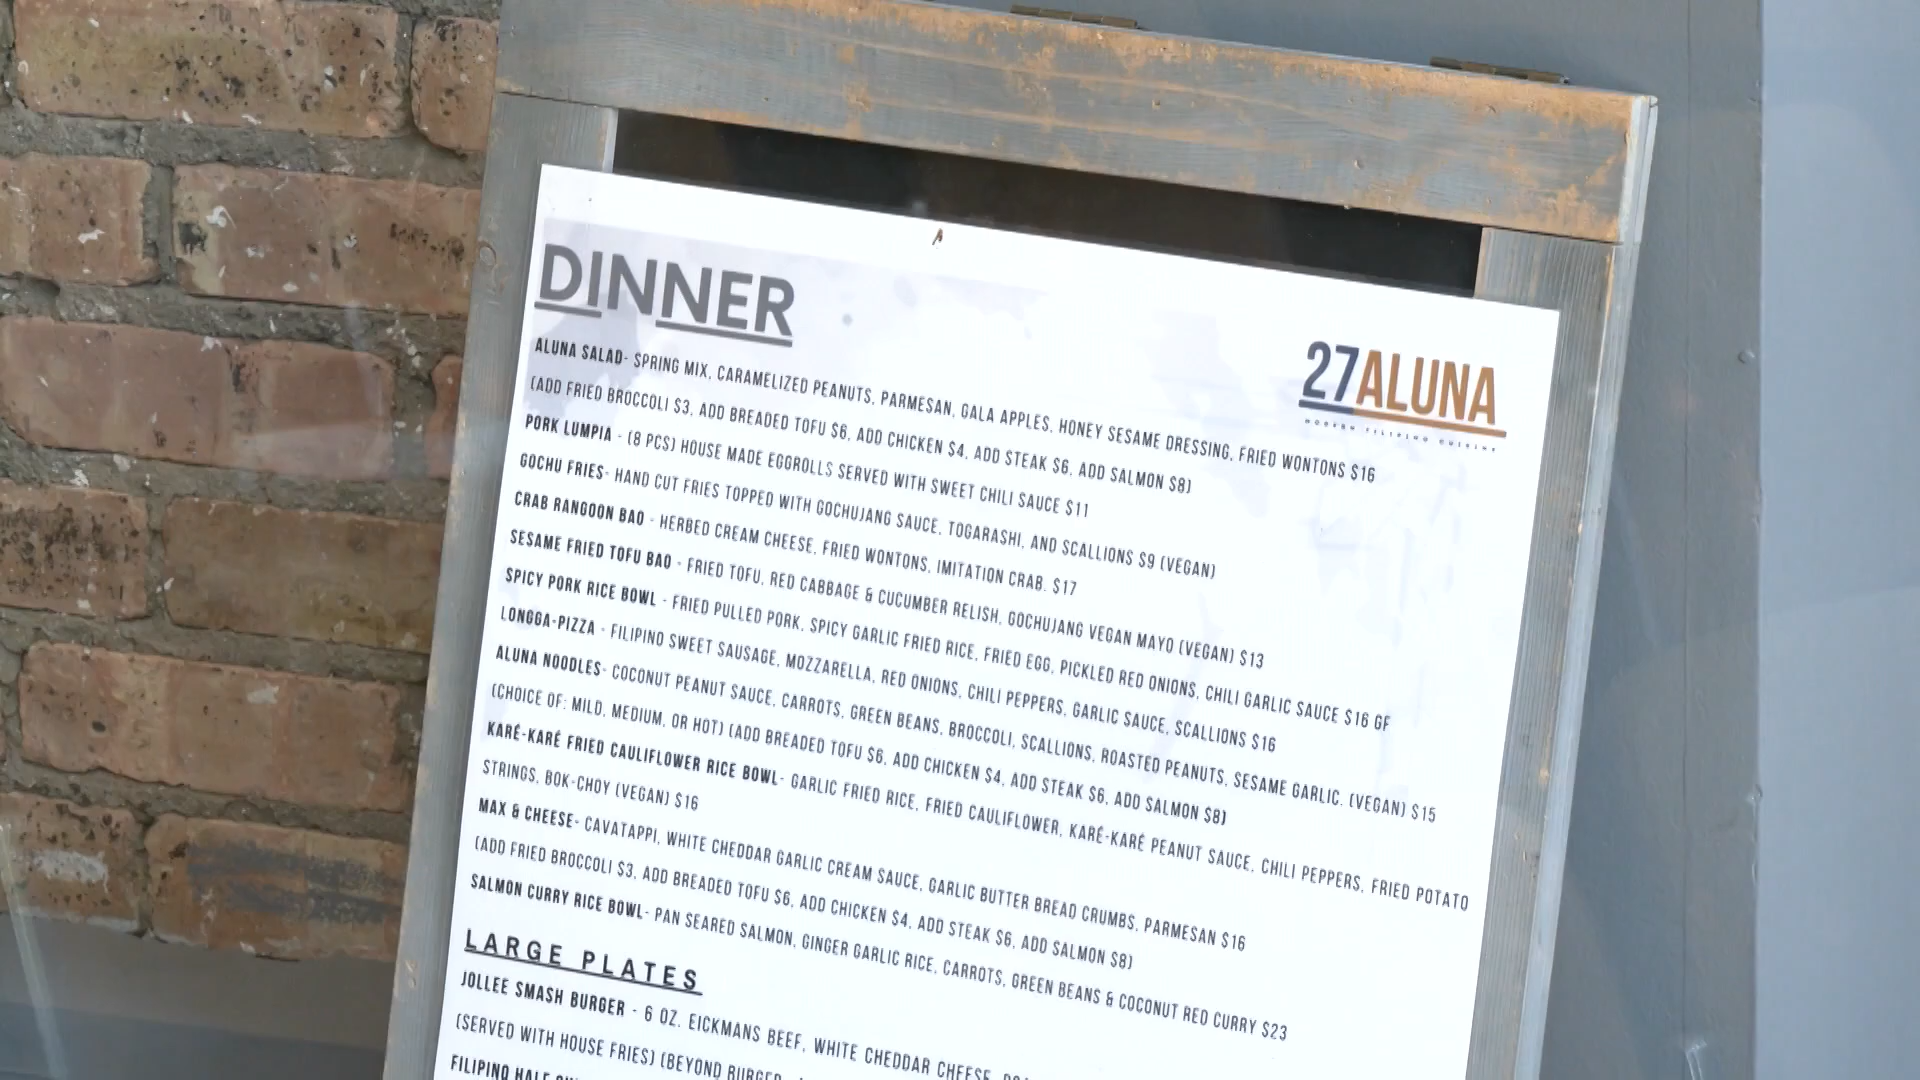 DINNER
27ALUNA
MODERN FILIPINO CUISINE
ALUNA SALAD- SPRING MIX, CARAMELIZED PEANUTS, PARMESAN, GALA APPLES, HONEY SESAME DRESSING, FRIED WONTONS $16
(ADD FRIED BROCCOLI $3, ADD BREADED TOFU $6, ADD CHICKEN $4, ADD STEAK $6, ADD SALMON $8)
PORK LUMPIA - (8 PCS) HOUSE MADE EGGROLLS SERVED WITH SWEET CHILI SAUCE $11
GOCHU FRIES- HAND CUT FRIES TOPPED WITH GOCHUJANG SAUCE, TOGARASHI, AND SCALLIONS $9 (VEGAN)
CRAB RANGOON BAO - HERBED CREAM CHEESE, FRIED WONTONS, IMITATION CRAB. $17
SESAME FRIED TOFU BAO - FRIED TOFU, RED CABBAGE & CUCUMBER RELISH, GOCHUJANG VEGAN MAYO (VEGAN) $13
SPICY PORK RICE BOWL - FRIED PULLED PORK, SPICY GARLIC FRIED RICE, FRIED EGG, PICKLED RED ONIONS, CHILI GARLIC SAUCE $16 GF
LONGGA-PIZZA - FILIPINO SWEET SAUSAGE, MOZZARELLA, RED ONIONS, CHILI PEPPERS, GARLIC SAUCE, SCALLIONS $16
ALUNA NOODLES- COCONUT PEANUT SAUCE, CARROTS, GREEN BEANS, BROCCOLI, SCALLIONS, ROASTED PEANUTS, SESAME GARLIC. (VEGAN) $15
(CHOICE OF: MILD, MEDIUM, OR HOT) (ADD BREADED TOFU $6, ADD CHICKEN $4, ADD STEAK $6, ADD SALMON $8)
KARÉ-KARÉ FRIED CAULIFLOWER RICE BOWL- GARLIC FRIED RICE, FRIED CAULIFLOWER, KARÉ-KARÉ PEANUT SAUCE, CHILI PEPPERS, FRIED POTATO
STRINGS, BOK-CHOY (VEGAN) $16
MAX & CHEESE- CAVATAPPI, WHITE CHEDDAR GARLIC CREAM SAUCE, GARLIC BUTTER BREAD CRUMBS, PARMESAN $16
(ADD FRIED BROCCOLI $3, ADD BREADED TOFU $6, ADD CHICKEN $4, ADD STEAK $6, ADD SALMON $8)
SALMON CURRY RICE BOWL- PAN SEARED SALMON, GINGER GARLIC RICE, CARROTS, GREEN BEANS & COCONUT RED CURRY $23
LARGE PLATES
JOLLEE SMASH BURGER - 6 OZ. EICKMANS BEEF, WHITE CHEDDAR CHEESE,
(SERVED WITH HOUSE FRIES) (BEYOND BURGER
FILIPINO HALF